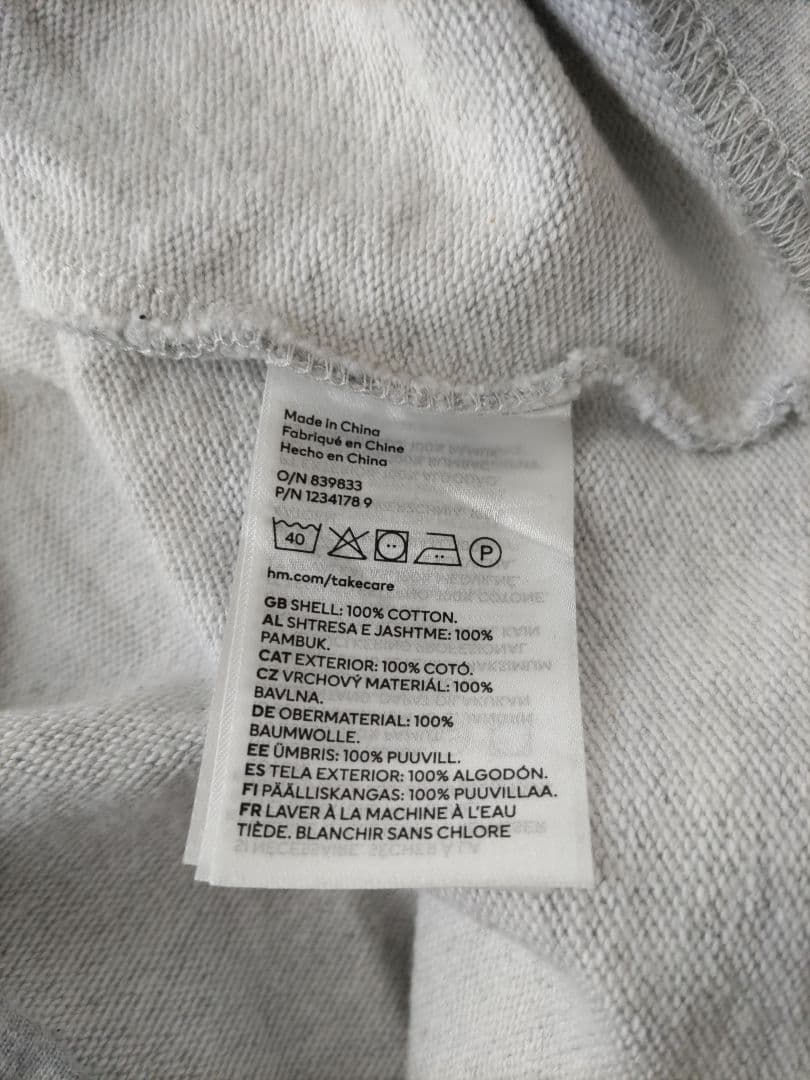 Made in China
Fabriqué en Chine
Hecho en China
O/N 839833
P/N 1234178 9
40 P
hm.com/takecare
GB SHELL: 100% COTTON.
AL SHTRESA E JASHTME: 100%
PAMBUK.
CAT EXTERIOR: 100% COTÓ.
CZ VRCHOVÝ MATERIÁL: 100%
BAVLNA.
DE OBERMATERIAL: 100%
BAUMWOLLE.
EE ÜMBRIS: 100% PUUVILL.
ES TELA EXTERIOR: 100% ALGODÓN.
FI PÄÄLLISKANGAS: 100% PUUVILLAA.
FR LAVER À LA MACHINE À L'EAU
TIÈDE. BLANCHIR SANS CHLORE